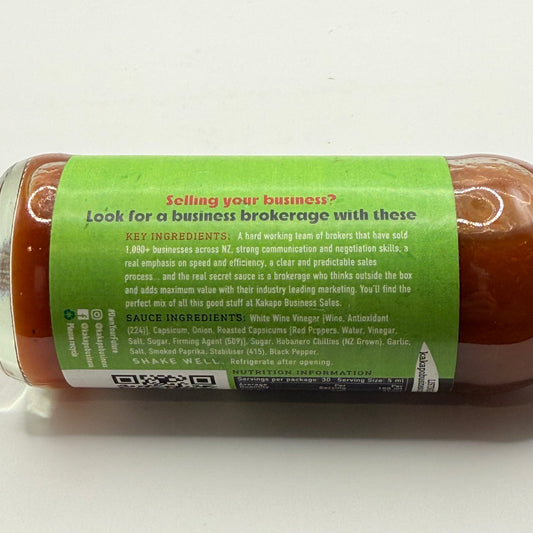 Selling your business?
Look for a business brokerage with these
KEY INGREDIENTS: A hard working team of brokers that have sold
1,000+ businesses across NZ, strong communication and negotiation skills, a
real emphasis on speed and efficiency, a clear and predictable sales
process... and the real secret sauce is a brokerage who thinks outside the box
and adds maximum value with their industry leading marketing. You'll find the
perfect mix of all this good stuff at Kakapo Business Sales.
SAUCE INGREDIENTS: White Wine Vinegar [Wine, Antioxidant
(224)], Capsicum, Onion, Roasted Capsicums [Red Peppers, Water, Vinegar,
Salt, Sugar, Firming Agent (509)], Sugar, Habanero Chillies (NZ Grown), Garlic,
Salt, Smoked Paprika, Stabiliser (415), Black Pepper.
SHAKE WELL. Refrigerate after opening.
NUTRITION INFORMATION
Servings per package: 30 Serving Size: 5 ml
Average
Per
Per
Please recycle